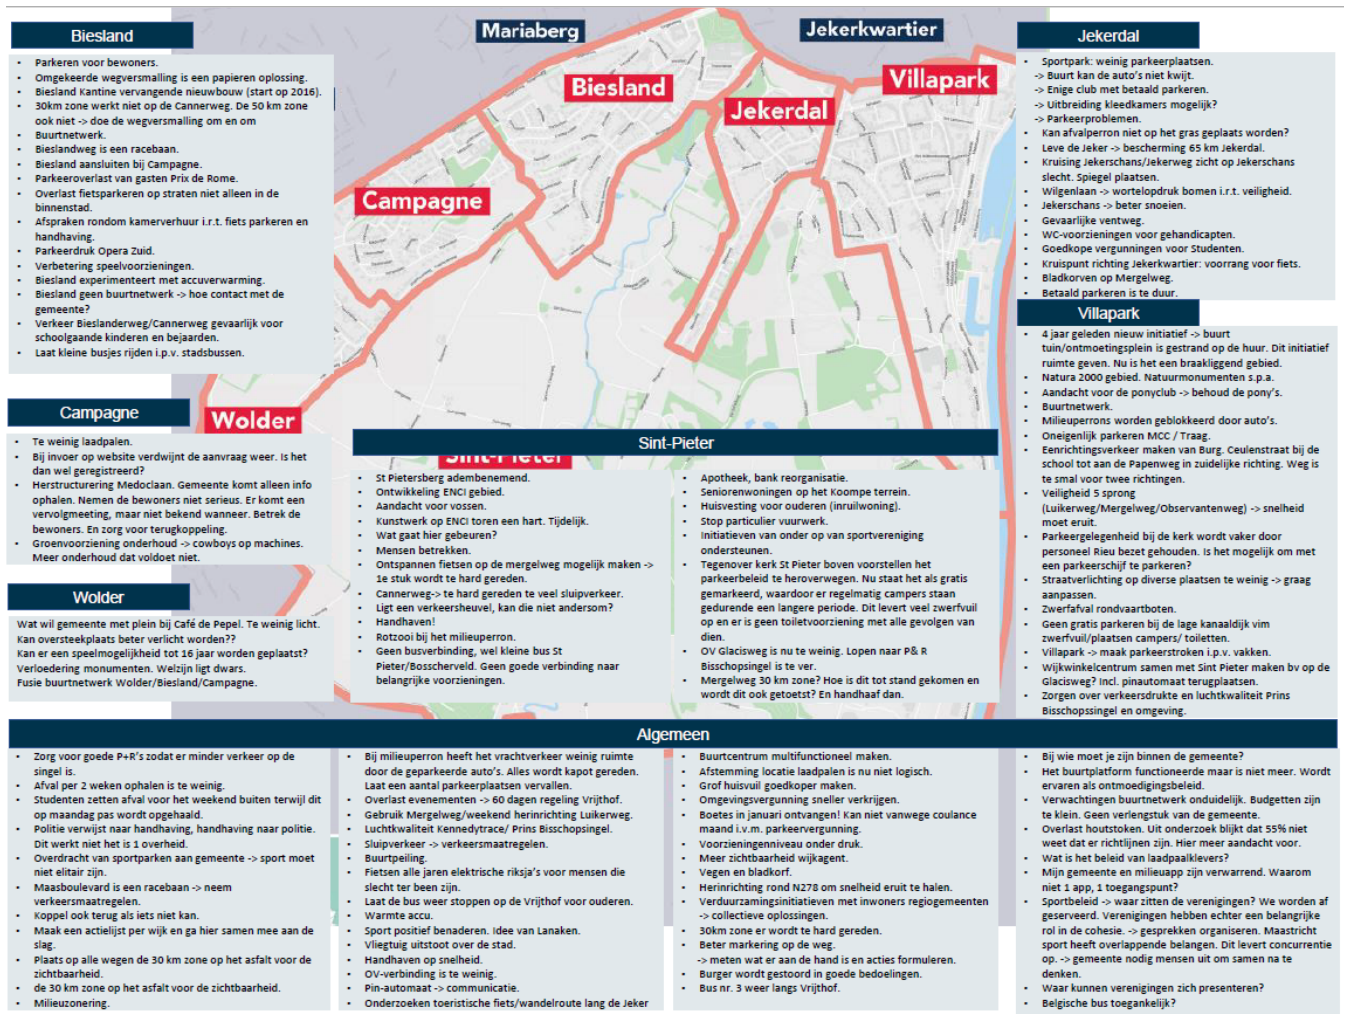 Mariaberg
Jekerkwartier
Biesland
Villapark
Jekerdal
Campagne
Wolder
Sint-Pieter
Biesland
• Parkeren voor bewoners.
• Omgekeerde wegversmalling is een papieren oplossing.
• Biesland Kantine vervangende nieuwbouw (start op 2016).
• 30km zone werkt niet op de Cannerweg. De 50 km zone
ook niet -> doe de wegversmalling om en om
• Buurtnetwerk.
• Bieslandweg is een racebaan.
• Biesland aansluiten bij Campagne.
• Parkeeroverlast van gasten Prix de Rome.
• Overlast fietsparkeren op straten niet alleen in de
binnenstad.
• Afspraken rondom kamerverhuur i.r.t. fiets parkeren en
handhaving.
• Parkeerdruk Opera Zuid.
• Verbetering speelvoorzieningen.
• Biesland experimenteert met accuverwarming.
• Biesland geen buurtnetwerk -> hoe contact met de
gemeente?
• Verkeer Bieslanderweg/Cannerweg gevaarlijk voor
schoolgaande kinderen en bejaarden.
• Laat kleine busjes rijden i.p.v. stadsbussen.
Campagne
• Te weinig laadpalen.
• Bij invoer op website verdwijnt de aanvraag weer. Is het
dan wel geregistreerd?
• Herstructurering Medoclaan. Gemeente komt alleen info
ophalen. Nemen de bewoners niet serieus. Er komt een
vervolgmeeting, maar niet bekend wanneer. Betrek de
bewoners. En zorg voor terugkoppeling.
• Groenvoorziening onderhoud -> cowboys op machines.
Meer onderhoud dat voldoet niet.
Wolder
Wat wil gemeente met plein bij Café de Pepel. Te weinig licht.
Kan oversteekplaats beter verlicht worden??
Kan er een speelmogelijkheid tot 16 jaar worden geplaatst?
Verloedering monumenten. Welzijn ligt dwars.
Fusie buurtnetwerk Wolder/Biesland/Campagne.
Sint-Pieter
• St Pietersberg adembenemend.
• Ontwikkeling ENCI gebied.
• Aandacht voor vossen.
• Kunstwerk op ENCI toren een hart. Tijdelijk.
• Wat gaat hier gebeuren?
• Mensen betrekken.
• Ontspannen fietsen op de mergelweg mogelijk maken ->
1e stuk wordt te hard gereden.
• Cannerweg-> te hard gereden te veel sluipverkeer.
• Ligt een verkeersheuvel, kan die niet andersom?
• Handhaven!
• Rotzooi bij het milieuperron.
• Geen busverbinding, wel kleine bus St
Pieter/Bosscherveld. Geen goede verbinding naar
belangrijke voorzieningen.
• Apotheek, bank reorganisatie.
• Seniorenwoningen op het Koompe terrein.
• Huisvesting voor ouderen (inruilwoning).
• Stop particulier vuurwerk.
• Initiatieven van onder op van sportvereniging
ondersteunen.
• Tegenover kerk St Pieter boven voorstellen het
parkeerbeleid te heroverwegen. Nu staat het als gratis
gemarkeerd, waardoor er regelmatig campers staan
gedurende een langere periode. Dit levert veel zwerfvuil
op en er is geen toiletvoorziening met alle gevolgen van
dien.
• OV Glacisweg is nu te weinig. Lopen naar P& R
Bisschopsingel is te ver.
• Mergelweg 30 km zone? Hoe is dit tot stand gekomen en
wordt dit ook getoetst? En handhaaf dan.
Jekerdal
• Sportpark: weinig parkeerplaatsen.
-> Buurt kan de auto's niet kwijt.
-> Enige club met betaald parkeren.
-> Uitbreiding kleedkamers mogelijk?
-> Parkeerproblemen.
• Kan afvalperron niet op het gras geplaats worden?
• Leve de Jeker -> bescherming 65 km Jekerdal.
• Kruising Jekerschans/Jekerweg zicht op Jekerschans
slecht. Spiegel plaatsen.
• Wilgenlaan -> wortelopdruk bomen i.r.t. veiligheid.
• Jekerschans -> beter snoeien.
• Gevaarlijke ventweg.
• WC-voorzieningen voor gehandicapten.
• Goedkope vergunningen voor Studenten.
• Kruispunt richting Jekerkwartier: voorrang voor fiets.
• Bladkorven op Mergelweg.
• Betaald parkeren is te duur.
Villapark
• 4 jaar geleden nieuw initiatief -> buurt
tuin/ontmoetingsplein is gestrand op de huur. Dit initiatief
ruimte geven. Nu is het een braakliggend gebied.
• Natura 2000 gebied. Natuurmonumenten s.p.a.
• Aandacht voor de ponyclub -> behoud de pony's.
• Buurtnetwerk.
• Milieuperrons worden geblokkeerd door auto's.
• Oneigenlijk parkeren MCC / Traag.
• Eenrichtingsverkeer maken van Burg. Ceulenstraat bij de
school tot aan de Papenweg in zuidelijke richting. Weg is
te smal voor twee richtingen.
• Veiligheid 5 sprong
(Luikerweg/Mergelweg/Observantenweg) -> snelheid
moet eruit.
• Parkeergelegenheid bij de kerk wordt vaker door
personeel Rieu bezet gehouden. Is het mogelijk om met
een parkeerschijf te parkeren?
• Straatverlichting op diverse plaatsen te weinig -> graag
aanpassen.
• Zwerfafval rondvaartboten.
• Geen gratis parkeren bij de lage kanaaldijk vim
zwerfvuil/plaatsen campers/ toiletten.
• Villapark -> maak parkeerstroken i.p.v. vakken.
• Wijkwinkelcentrum samen met Sint Pieter maken bv op de
Glacisweg? Incl. pinautomaat terugplaatsen.
• Zorgen over verkeersdrukte en luchtkwaliteit Prins
Bisschopssingel en omgeving.
Algemeen
• Zorg voor goede P+R's zodat er minder verkeer op de
singel is.
• Afval per 2 weken ophalen is te weinig.
• Studenten zetten afval voor het weekend buiten terwijl dit
op maandag pas wordt opgehaald.
• Politie verwijst naar handhaving, handhaving naar politie.
Dit werkt niet het is 1 overheid.
• Overdracht van sportparken aan gemeente -> sport moet
niet elitair zijn.
• Maasboulevard is een racebaan -> neem
verkeersmaatregelen.
• Koppel ook terug als iets niet kan.
• Maak een actielijst per wijk en ga hier samen mee aan de
slag.
• Plaats op alle wegen de 30 km zone op het asfalt voor de
zichtbaarheid.
• de 30 km zone op het asfalt voor de zichtbaarheid.
• Milieuzonering.
• Bij milieuperron heeft het vrachtverkeer weinig ruimte
door de geparkeerde auto's. Alles wordt kapot gereden.
Laat een aantal parkeerplaatsen vervallen.
• Overlast evenementen -> 60 dagen regeling Vrijthof.
• Gebruik Mergelweg/weekend herinrichting Luikerweg.
• Luchtkwaliteit Kennedytrace/ Prins Bisschopsingel.
• Sluipverkeer -> verkeersmaatregelen.
• Buurtpeiling.
• Fietsen alle jaren elektrische riksja's voor mensen die
slecht ter been zijn.
• Laat de bus weer stoppen op de Vrijthof voor ouderen.
• Warmte accu.
• Sport positief benaderen. Idee van Lanaken.
• Vliegtuig uitstoot over de stad.
• Handhaven op snelheid.
• OV-verbinding is te weinig.
• Pin-automaat -> communicatie.
• Onderzoeken toeristische fiets/wandelroute lang de Jeker
• Buurtcentrum multifunctioneel maken.
• Afstemming locatie laadpalen is nu niet logisch.
• Grof huisvuil goedkoper maken.
• Omgevingsvergunning sneller verkrijgen.
• Boetes in januari ontvangen! Kan niet vanwege coulance
maand i.v.m. parkeervergunning.
• Voorzieningenniveau onder druk.
• Meer zichtbaarheid wijkagent.
• Vegen en bladkorf.
• Herinrichting rond N278 om snelheid eruit te halen.
• Verduurzamingsinitiatieven met inwoners regiogemeenten
-> collectieve oplossingen.
• 30km zone er wordt te hard gereden.
• Beter markering op de weg.
-> meten wat er aan de hand is en acties formuleren.
• Burger wordt gestoord in goede bedoelingen.
• Bus nr. 3 weer langs Vrijthof.
• Bij wie moet je zijn binnen de gemeente?
• Het buurtplatform functioneerde maar is niet meer. Wordt
ervaren als ontmoedigingsbeleid.
• Verwachtingen buurtnetwerk onduidelijk. Budgetten zijn
te klein. Geen verlengstuk van de gemeente.
• Overlast houtstoken. Uit onderzoek blijkt dat 55% niet
weet dat er richtlijnen zijn. Hier meer aandacht voor.
• Wat is het beleid van laadpaalklevers?
• Mijn gemeente en milieuapp zijn verwarrend. Waarom
niet 1 app, 1 toegangspunt?
• Sportbeleid -> waar zitten de verenigingen? We worden af
geserveerd. Verenigingen hebben echter een belangrijke
rol in de cohesie. -> gesprekken organiseren. Maastricht
sport heeft overlappende belangen. Dit levert concurrentie
op. -> gemeente nodig mensen uit om samen na te
denken.
• Waar kunnen verenigingen zich presenteren?
• Belgische bus toegankelijk?